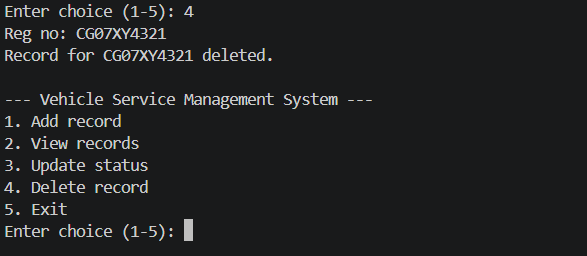 Enter choice (1-5): 4
Reg no: CG07XY4321
Record for CG07XY4321 deleted.
--- Vehicle Service Management System ---
1. Add record
2. View records
3. Update status
4. Delete record
5. Exit
Enter choice (1-5):